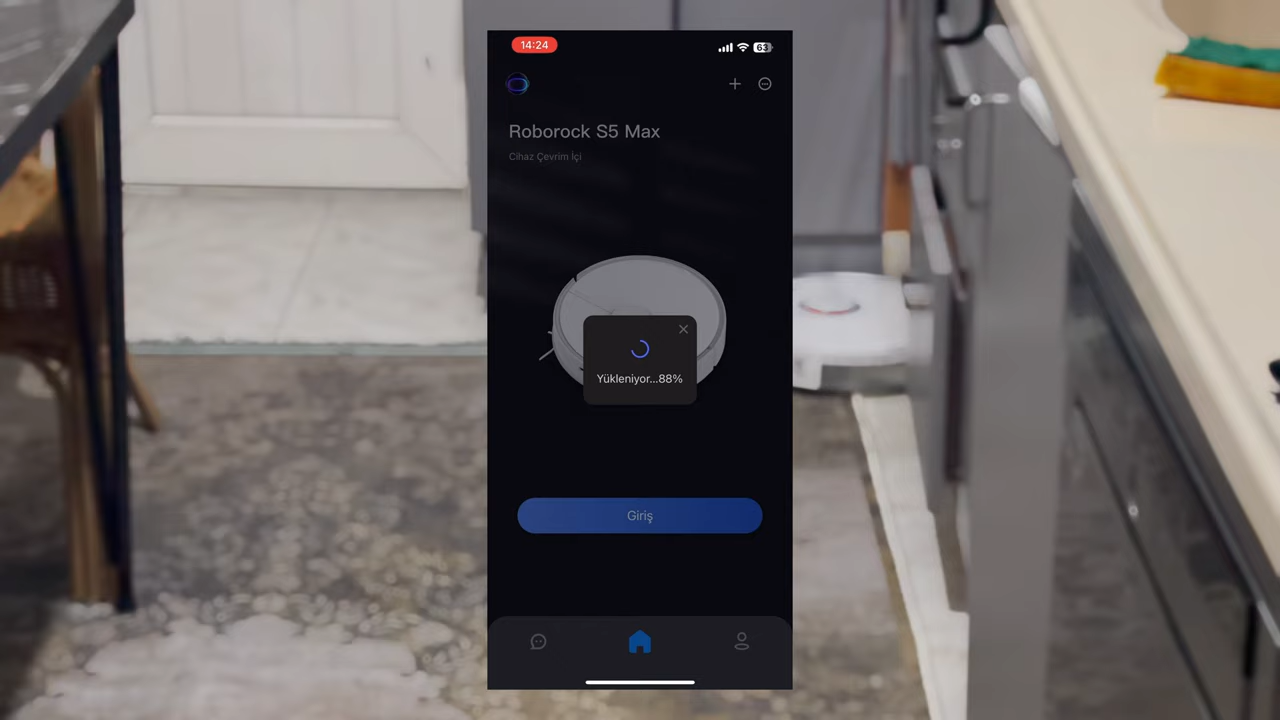 14:24
63
Roborock S5 Max
Cihaz Çevrim İçi
Yükleniyor...88%
Giriş